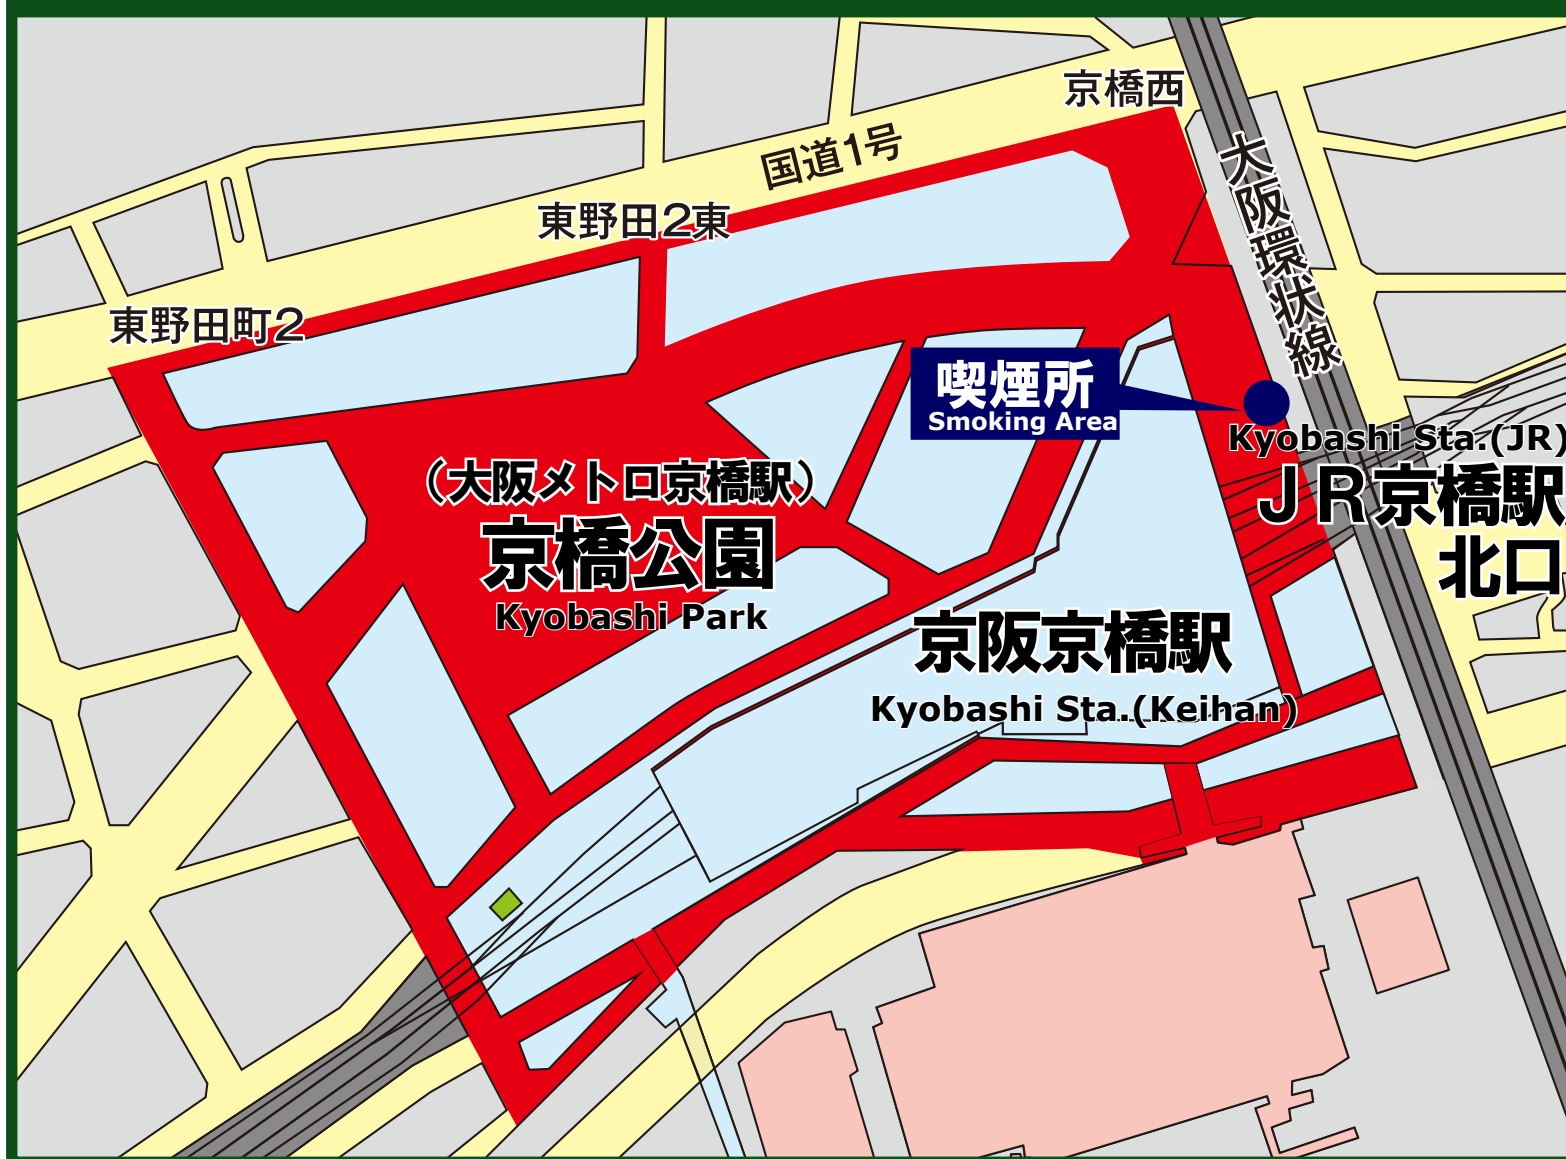 京橋西
国道1号
大阪環状線
東野田2東
東野田町2
喫煙所
Smoking Area
Kyobashi Sta.(JR)
JR京橋駅
北口
（大阪メトロ京橋駅）
京橋公園
Kyobashi Park
京阪京橋駅
Kyobashi Sta.(Keihan)